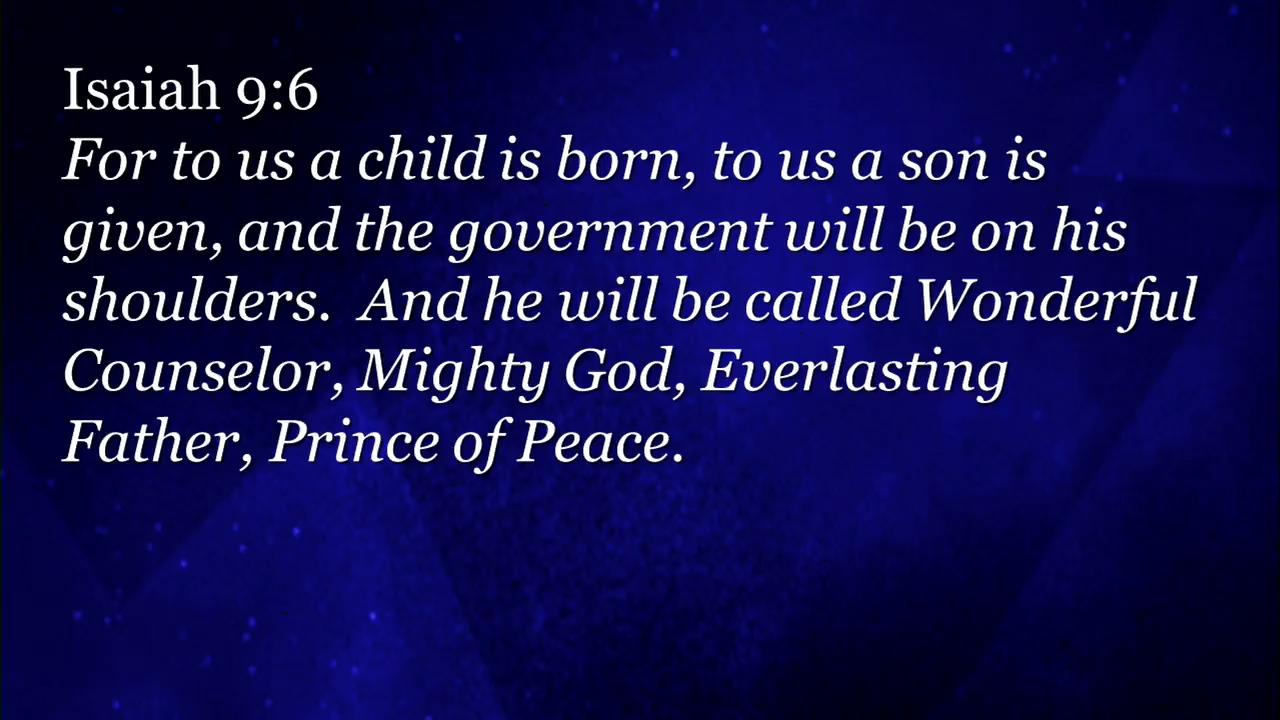 Isaiah 9:6
For to us a child is born, to us a son is
given, and the government will be on his
shoulders.  And he will be called Wonderful
Counselor, Mighty God, Everlasting
Father, Prince of Peace.